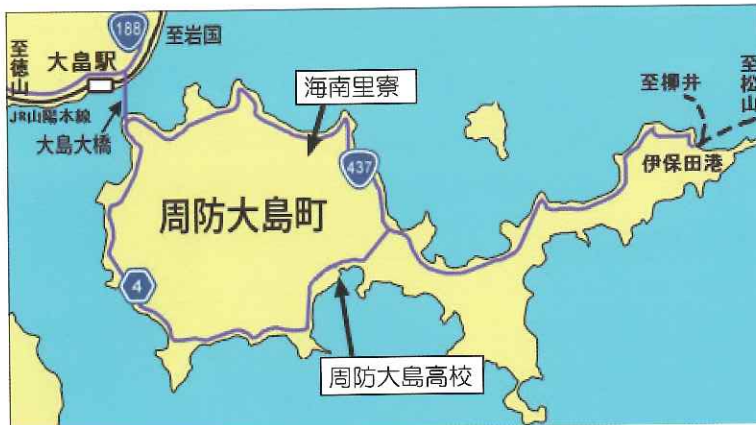 188
至岩国
至徳山
大畠駅
JR山陽本線
大島大橋
海南里寮
437
周防大島町
4
至柳井
至松山
伊保田港
周防大島高校